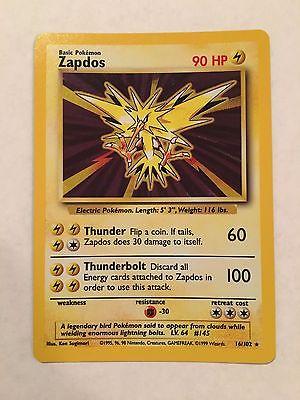 Basic Pokémon
Zapdos 90 HP
Electric Pokémon. Length: 5' 3", Weight: 116 lbs.
Thunder Flip a coin. If tails,
Zapdos does 30 damage to itself. 60
Thunderbolt Discard all
Energy cards attached to Zapdos in
order to use this attack. 100
weakness resistance retreat cost
-30
A legendary bird Pokémon said to appear from clouds while
wielding enormous lightning bolts. LV. 64 #145
Illus. Ken Sugimori ©1995, 96, 98 Nintendo, Creatures, GAMEFREAK. ©1999 Wizards. 16/102 ★